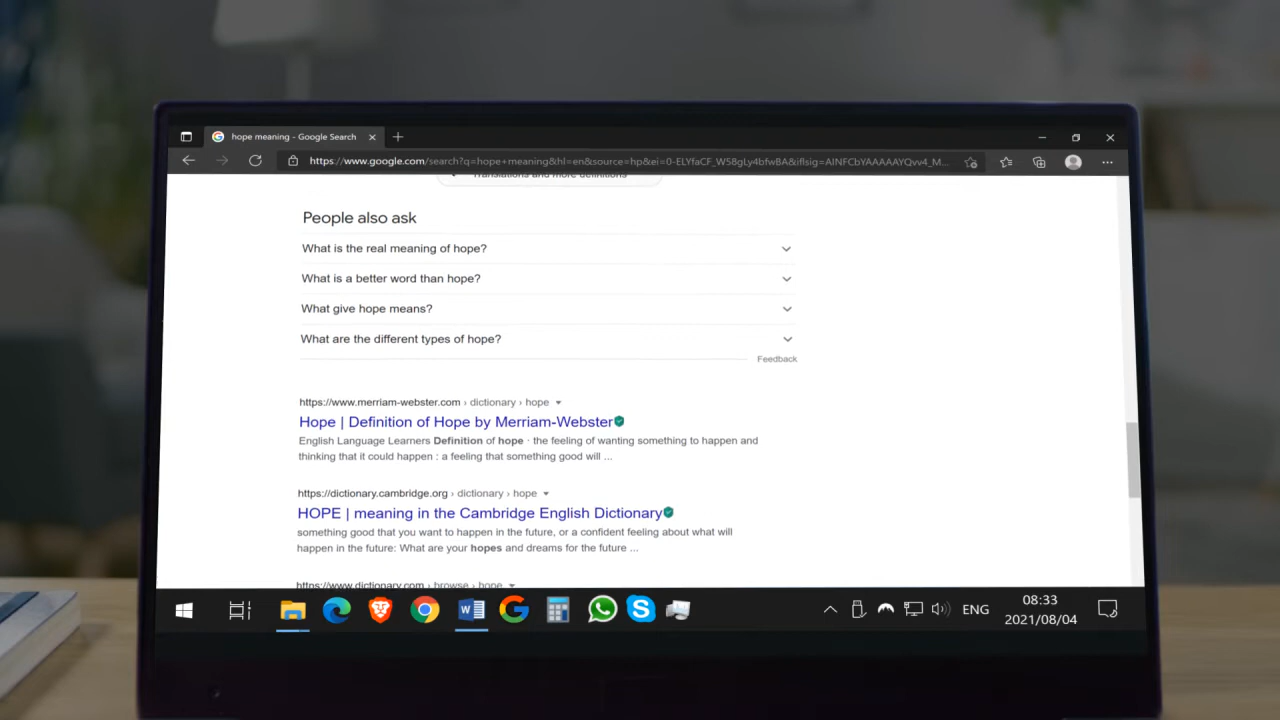 hope meaning - Google Search
https://www.google.com/search?q=hope+meaning&hl=en&source=hp&ei=0-ELYfaCF_WS8gLy4bfwBA&iflsig=AINFCbYAAAAAYQvv4_M...
Translations and more definitions
People also ask
What is the real meaning of hope?
What is a better word than hope?
What give hope means?
What are the different types of hope?
Feedback
https://www.merriam-webster.com › dictionary › hope
Hope | Definition of Hope by Merriam-Webster
English Language Learners Definition of hope · the feeling of wanting something to happen and
thinking that it could happen : a feeling that something good will ...
https://dictionary.cambridge.org › dictionary › hope
HOPE | meaning in the Cambridge English Dictionary
something good that you want to happen in the future, or a confident feeling about what will
happen in the future: What are your hopes and dreams for the future ...
https://www.dictionary.com › browse › hope
ENG
08:33
2021/08/04